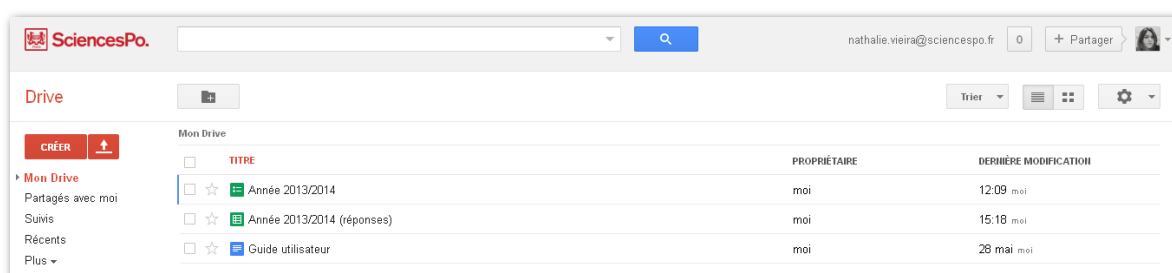 SciencesPo.
nathalie.vieira@sciencespo.fr 0 + Partager
Drive
Trier
CRÉER
Mon Drive
TITRE PROPRIÉTAIRE DERNIÈRE MODIFICATION
Mon Drive
Partagés avec moi
Suivis
Récents
Plus
Année 2013/2014 moi 12:09 moi
Année 2013/2014 (réponses) moi 15:18 moi
Guide utilisateur moi 28 mai moi